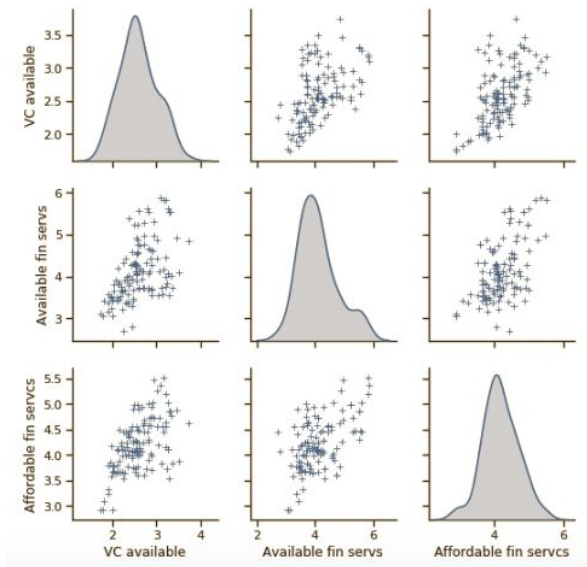 VC available
3.5
3.0
2.5
2.0
Available fin servs
6
5
4
3
Affordable fin servcs
5.5
5.0
4.5
4.0
3.5
3.0
2 3 4
2 4 6
4 6
VC available
Available fin servs
Affordable fin servcs